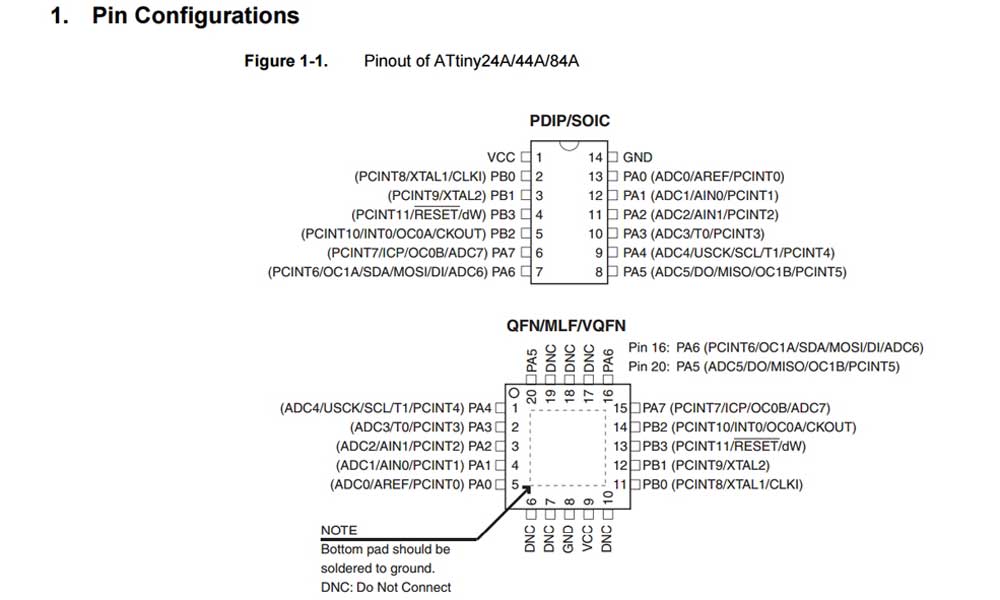 1. Pin Configurations
Figure 1-1. Pinout of ATtiny24A/44A/84A
PDIP/SOIC
VCC 1 14 GND
(PCINT8/XTAL1/CLKI) PB0 2 13 PA0 (ADC0/AREF/PCINT0)
(PCINT9/XTAL2) PB1 3 12 PA1 (ADC1/AIN0/PCINT1)
(PCINT11/RESET/dW) PB3 4 11 PA2 (ADC2/AIN1/PCINT2)
(PCINT10/INT0/OC0A/CKOUT) PB2 5 10 PA3 (ADC3/T0/PCINT3)
(PCINT7/ICP/OC0B/ADC7) PA7 6 9 PA4 (ADC4/USCK/SCL/T1/PCINT4)
(PCINT6/OC1A/SDA/MOSI/DI/ADC6) PA6 7 8 PA5 (ADC5/DO/MISO/OC1B/PCINT5)
QFN/MLF/VQFN
Pin 16: PA6 (PCINT6/OC1A/SDA/MOSI/DI/ADC6)
Pin 20: PA5 (ADC5/DO/MISO/OC1B/PCINT5)
PA5 DNC DNC DNC PA6
20 19 18 17 16
(ADC4/USCK/SCL/T1/PCINT4) PA4 1 15 PA7 (PCINT7/ICP/OC0B/ADC7)
(ADC3/T0/PCINT3) PA3 2 14 PB2 (PCINT10/INT0/OC0A/CKOUT)
(ADC2/AIN1/PCINT2) PA2 3 13 PB3 (PCINT11/RESET/dW)
(ADC1/AIN0/PCINT1) PA1 4 12 PB1 (PCINT9/XTAL2)
(ADC0/AREF/PCINT0) PA0 5 11 PB0 (PCINT8/XTAL1/CLKI)
6 7 8 9 10
DNC DNC GND VCC DNC
NOTE
Bottom pad should be
soldered to ground.
DNC: Do Not Connect